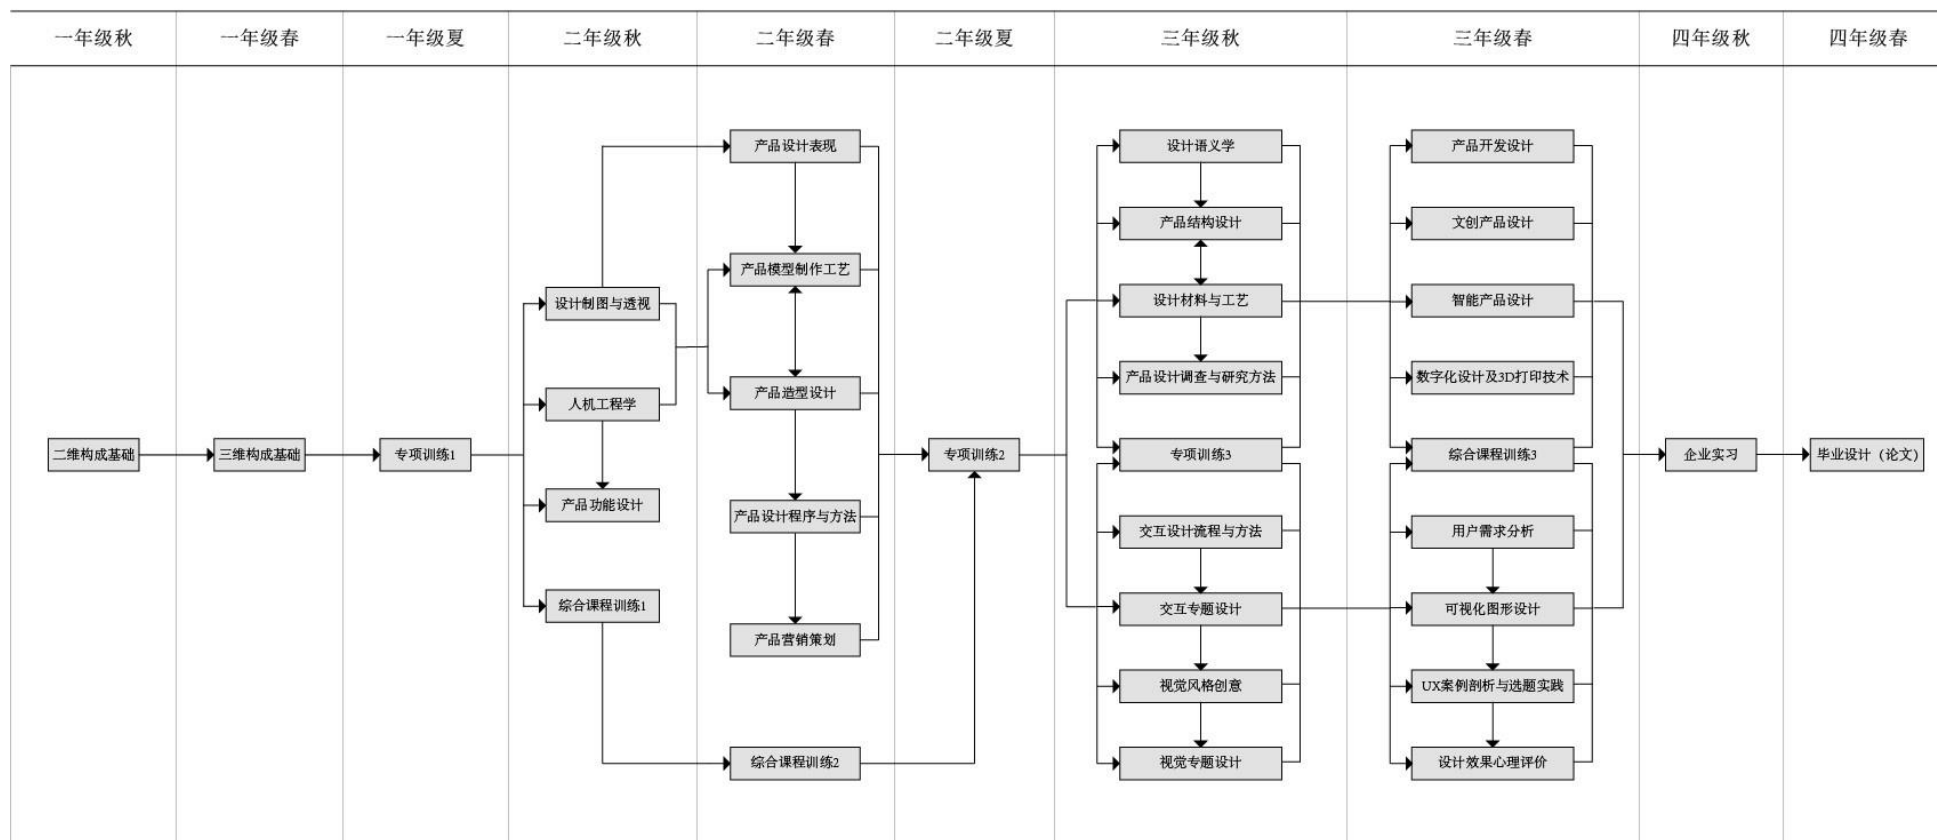 一年级秋
一年级春
一年级夏
二年级秋
二年级春
二年级夏
三年级秋
三年级春
四年级秋
四年级春
二维构成基础
三维构成基础
专项训练1
设计制图与透视
人机工程学
产品功能设计
综合课程训练1
产品设计表现
产品模型制作工艺
产品造型设计
产品设计程序与方法
产品营销策划
综合课程训练2
专项训练2
设计语义学
产品结构设计
设计材料与工艺
产品设计调查与研究方法
专项训练3
交互设计流程与方法
交互专题设计
视觉风格创意
视觉专题设计
产品开发设计
文创产品设计
智能产品设计
数字化设计及3D打印技术
综合课程训练3
用户需求分析
可视化图形设计
UX案例剖析与选题实践
设计效果心理评价
企业实习
毕业设计（论文）